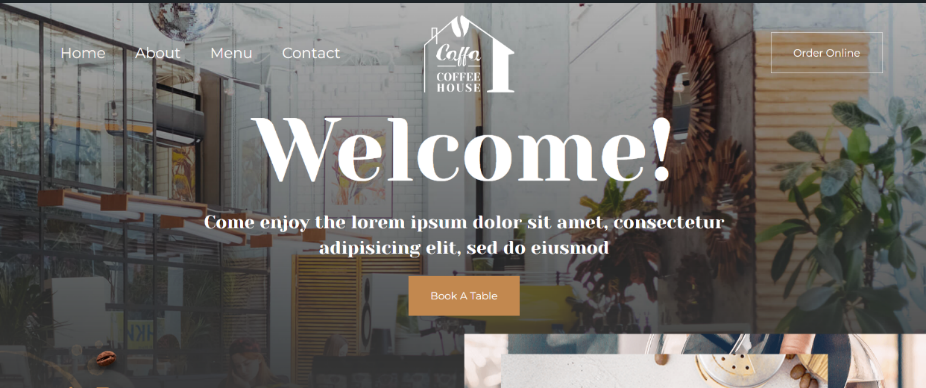 Home About Menu Contact
Caffa
COFFEE
HOUSE
Order Online
Welcome!
Come enjoy the lorem ipsum dolor sit amet, consectetur
adipisicing elit, sed do eiusmod
Book A Table